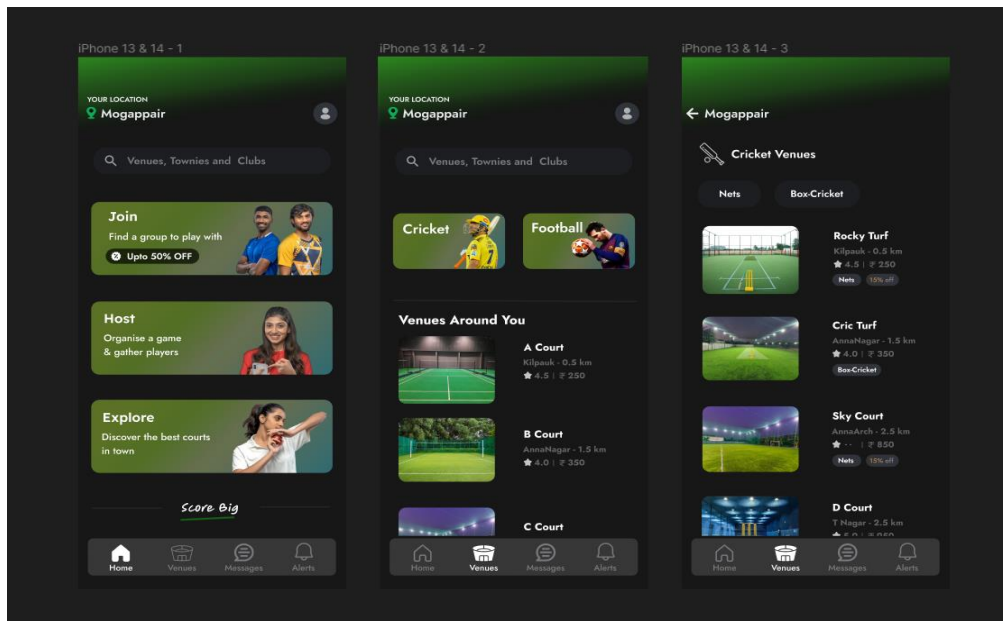 iPhone 13 & 14 - 1
YOUR LOCATION
Mogappair
Venues, Townies and Clubs
Join
Find a group to play with
Upto 50% OFF
Host
Organise a game
& gather players
Explore
Discover the best courts
in town
Score Big
Home Venues Messages Alerts
iPhone 13 & 14 - 2
YOUR LOCATION
Mogappair
Venues, Townies and Clubs
Cricket Football
Venues Around You
A Court
Kilpauk - 0.5 km
4.5 | ₹ 250
B Court
AnnaNagar - 1.5 km
4.0 | ₹ 350
C Court
Home Venues Messages Alerts
iPhone 13 & 14 - 3
Mogappair
Cricket Venues
Nets Box-Cricket
Rocky Turf
Kilpauk - 0.5 km
4.5 | ₹ 250
Nets 15% off
Cric Turf
AnnaNagar - 1.5 km
4.0 | ₹ 350
Box-Cricket
Sky Court
AnnaArch - 2.5 km
-- | ₹ 850
Nets 15% off
D Court
T Nagar - 2.5 km
Home Venues Messages Alerts